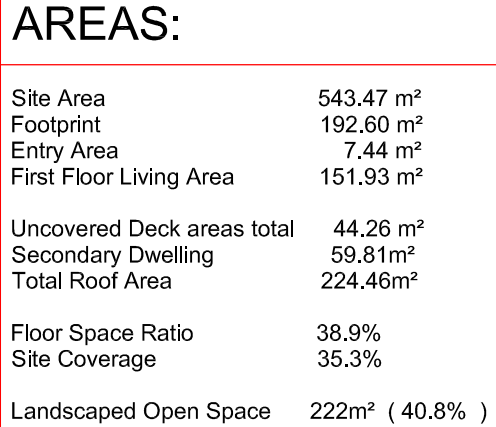 AREAS:
Site Area 543.47 m²
Footprint 192.60 m²
Entry Area 7.44 m²
First Floor Living Area 151.93 m²
Uncovered Deck areas total 44.26 m²
Secondary Dwelling 59.81m²
Total Roof Area 224.46m²
Floor Space Ratio 38.9%
Site Coverage 35.3%
Landscaped Open Space 222m² ( 40.8% )